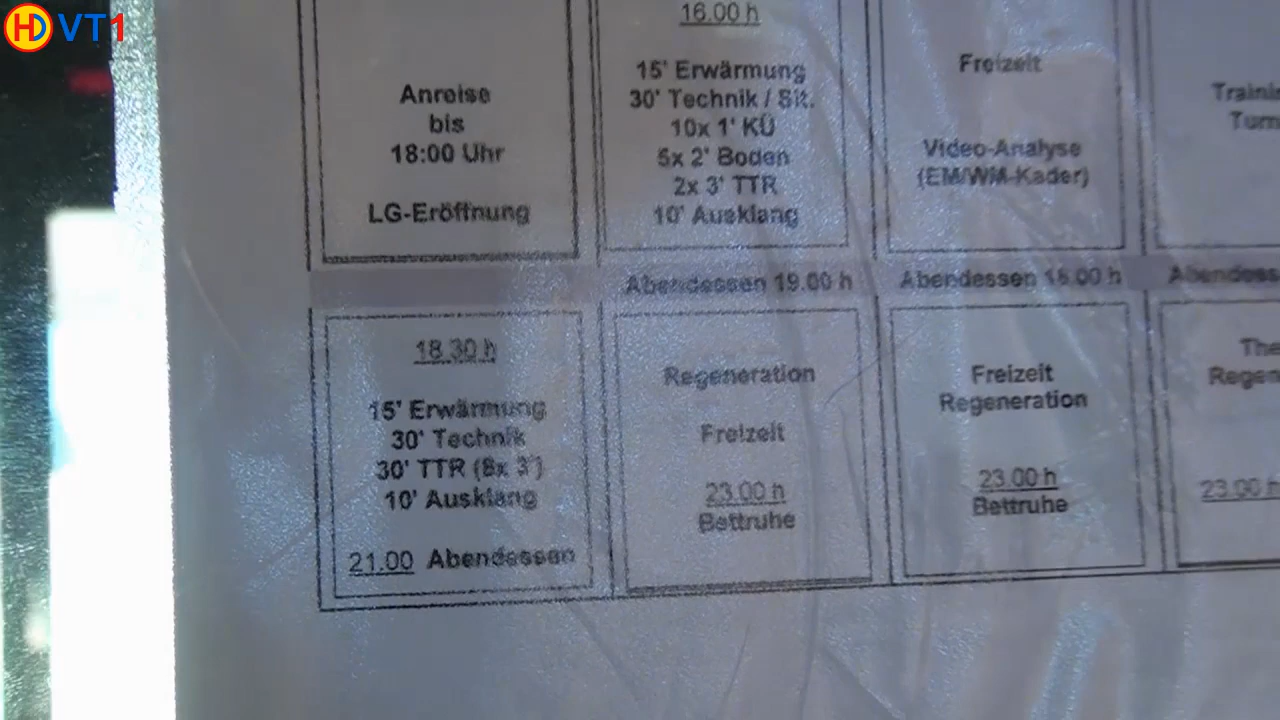 HD VT1
Anreise
bis
18:00 Uhr
LG-Eröffnung
16.00 h
15' Erwärmung
30' Technik / Sit.
10x 1' KÜ
5x 2' Boden
2x 3' TTR
10' Ausklang
Freizeit
Video-Analyse
(EM/WM-Kader)
Abendessen 19.00 h
Abendessen 18.00 h
18.30 h
15' Erwärmung
30' Technik
30' TTR (8x 3')
10' Ausklang
21.00 Abendessen
Regeneration
Freizeit
23.00 h
Bettruhe
Freizeit
Regeneration
23.00 h
Bettruhe
23.00 h